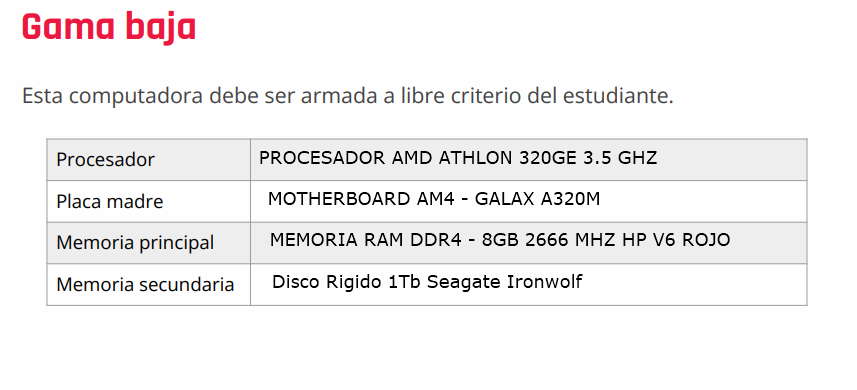 Gama baja
Esta computadora debe ser armada a libre criterio del estudiante.
Procesador PROCESADOR AMD ATHLON 320GE 3.5 GHZ
Placa madre MOTHERBOARD AM4 - GALAX A320M
Memoria principal MEMORIA RAM DDR4 - 8GB 2666 MHZ HP V6 ROJO
Memoria secundaria Disco Rigido 1Tb Seagate Ironwolf